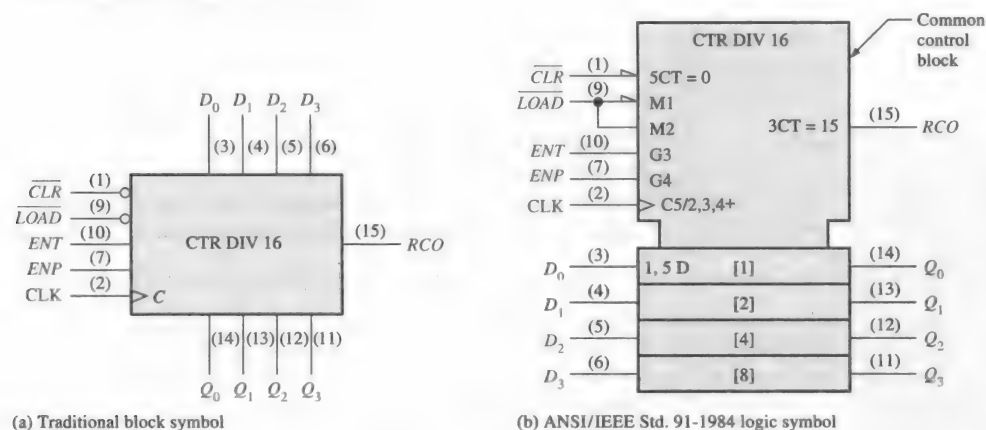 D0 D1 D2 D3
(3) (4) (5) (6)
CLR (1)
LOAD (9)
ENT (10)
ENP (7)
CLK (2)
C
CTR DIV 16
(15) RCO
(14) (13) (12) (11)
Q0 Q1 Q2 Q3
(a) Traditional block symbol
CTR DIV 16
Common
control
block
CLR (1) 5CT = 0
LOAD (9) M1
M2
3CT = 15 (15) RCO
ENT (10) G3
ENP (7) G4
CLK (2) C5/2,3,4+
D0 (3) 1, 5 D [1] (14) Q0
D1 (4) [2] (13) Q1
D2 (5) [4] (12) Q2
D3 (6) [8] (11) Q3
(b) ANSI/IEEE Std. 91-1984 logic symbol